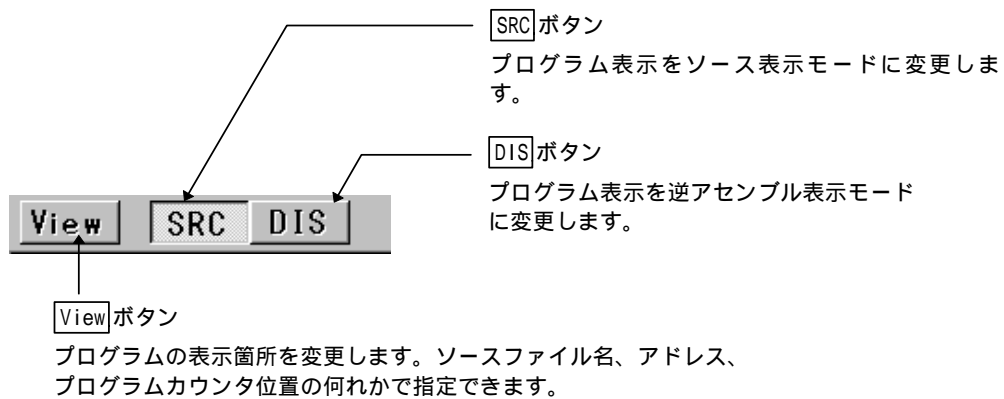 SRCボタン
プログラム表示をソース表示モードに変更しま
す。
DISボタン
プログラム表示を逆アセンブル表示モード
に変更します。
View SRC DIS
Viewボタン
プログラムの表示箇所を変更します。ソースファイル名、アドレス、
プログラムカウンタ位置の何れかで指定できます。